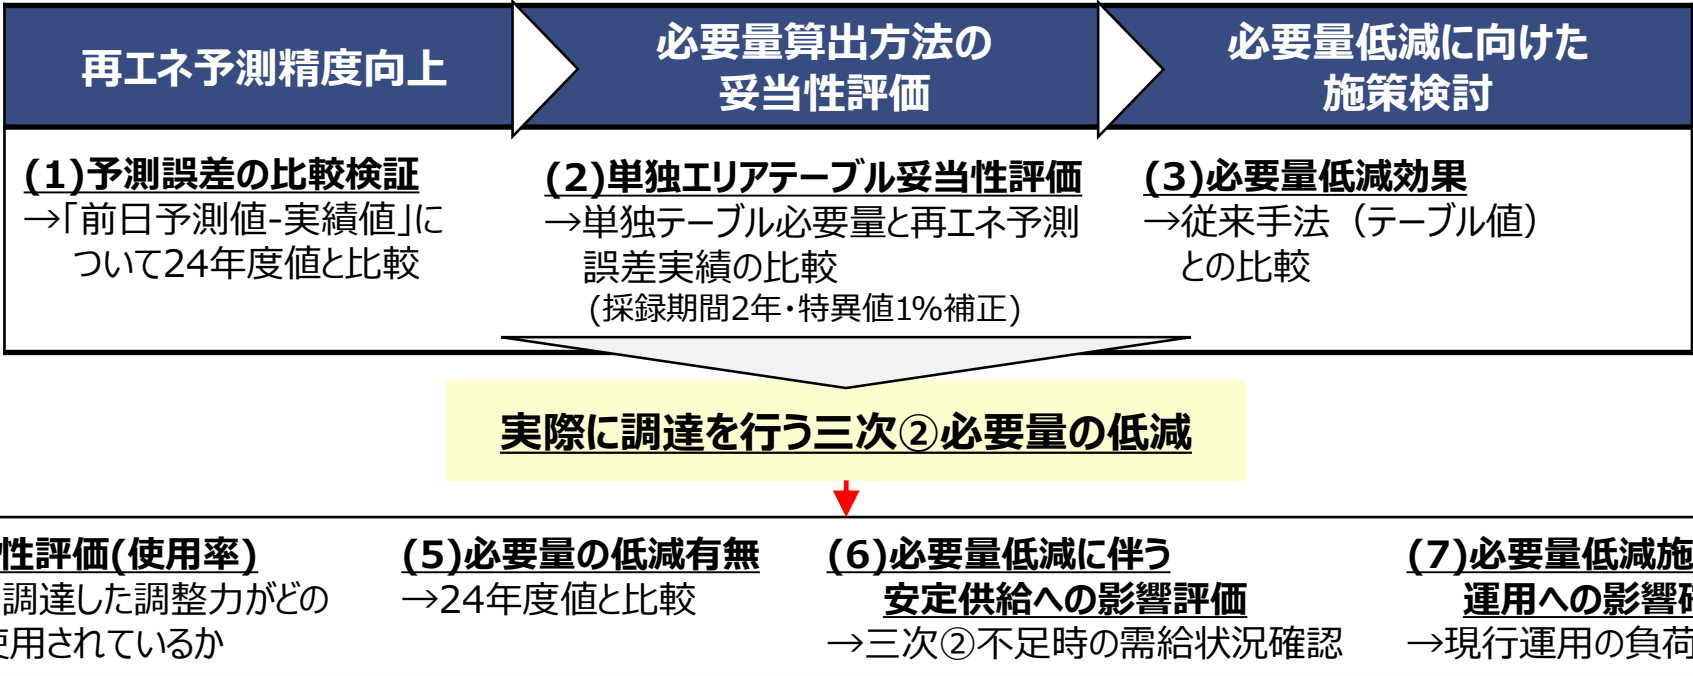 再エネ予測精度向上
必要量算出方法の
妥当性評価
必要量低減に向けた
施策検討
(1)予測誤差の比較検証
→「前日予測値-実績値」に
ついて24年度値と比較
(2)単独エリアテーブル妥当性評価
→単独テーブル必要量と再エネ予測
誤差実績の比較
(採録期間2年・特異値1%補正)
(3)必要量低減効果
→従来手法（テーブル値）
との比較
実際に調達を行う三次②必要量の低減
性評価(使用率)
調達した調整力がどの
使用されているか
(5)必要量の低減有無
→24年度値と比較
(6)必要量低減に伴う
安定供給への影響評価
→三次②不足時の需給状況確認
(7)必要量低減施
運用への影響確
→現行運用の負荷